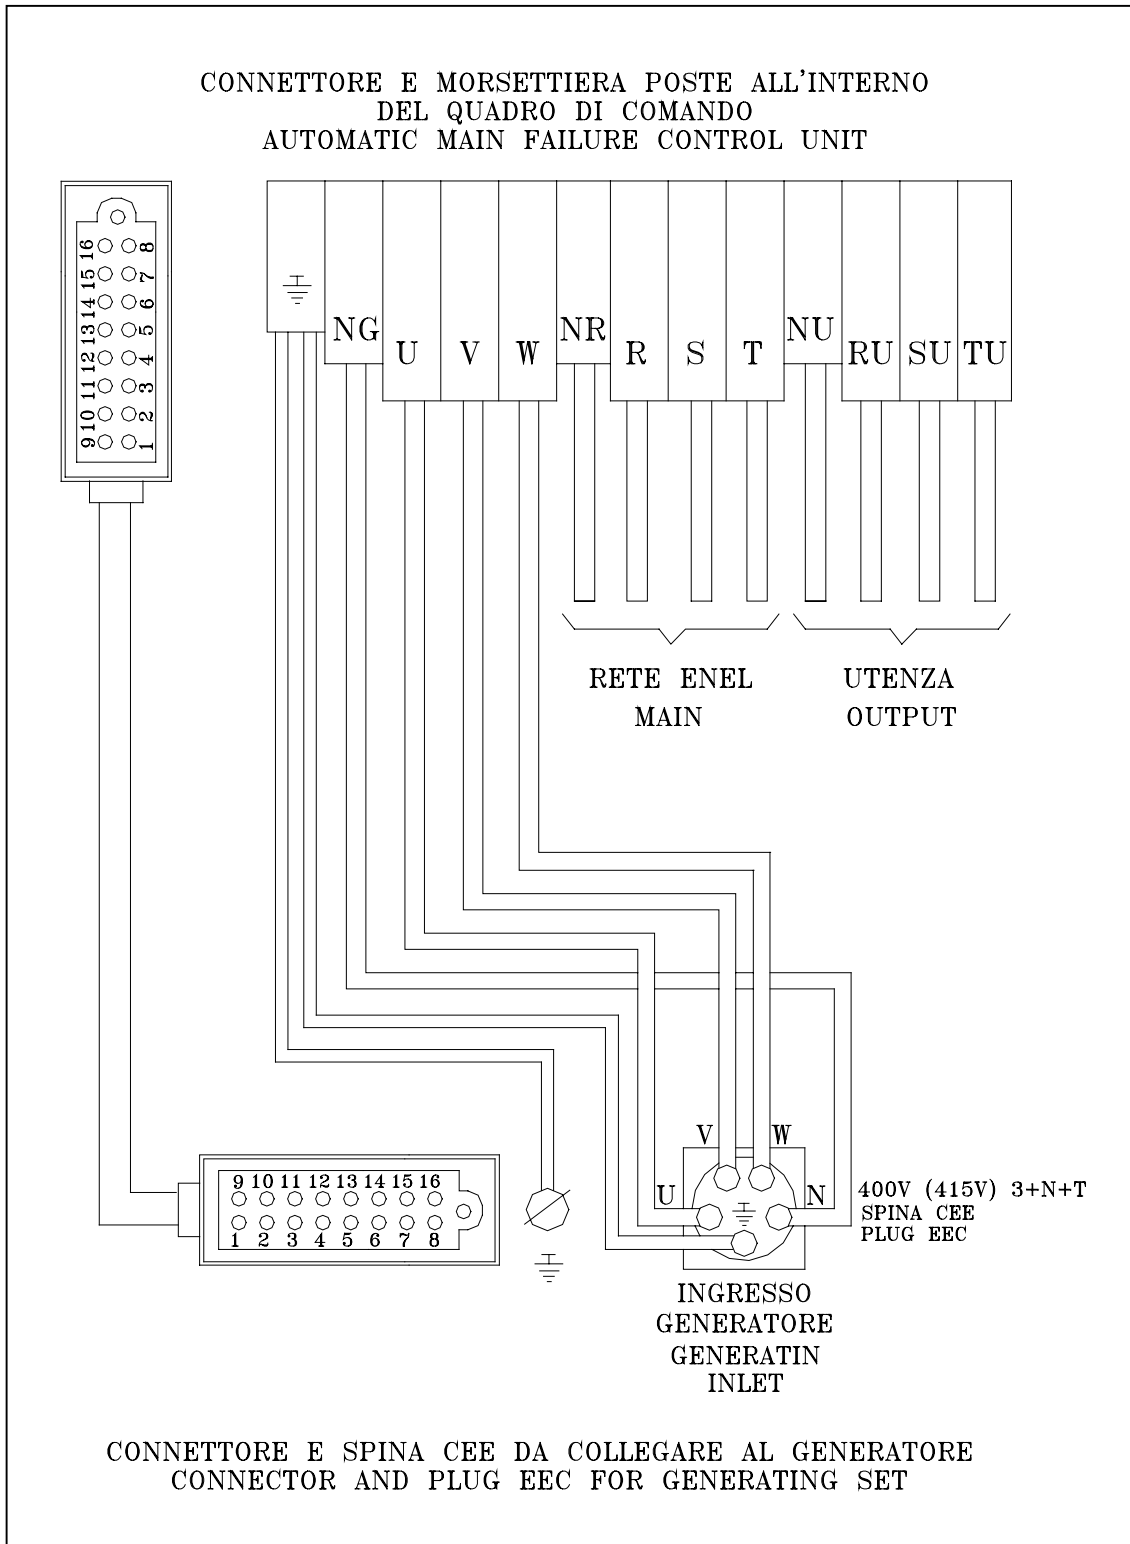 CONNETTORE E MORSETTIERA POSTE ALL'INTERNO
DEL QUADRO DI COMANDO
AUTOMATIC MAIN FAILURE CONTROL UNIT
16 8
15 7
14 6
13 5
12 4
11 3
10 2
9 1
NG U V W NR R S T NU RU SU TU
RETE ENEL
MAIN
UTENZA
OUTPUT
9 10 11 12 13 14 15 16
1 2 3 4 5 6 7 8
V W
U N
400V (415V) 3+N+T
SPINA CEE
PLUG EEC
INGRESSO
GENERATORE
GENERATIN
INLET
CONNETTORE E SPINA CEE DA COLLEGARE AL GENERATORE
CONNECTOR AND PLUG EEC FOR GENERATING SET